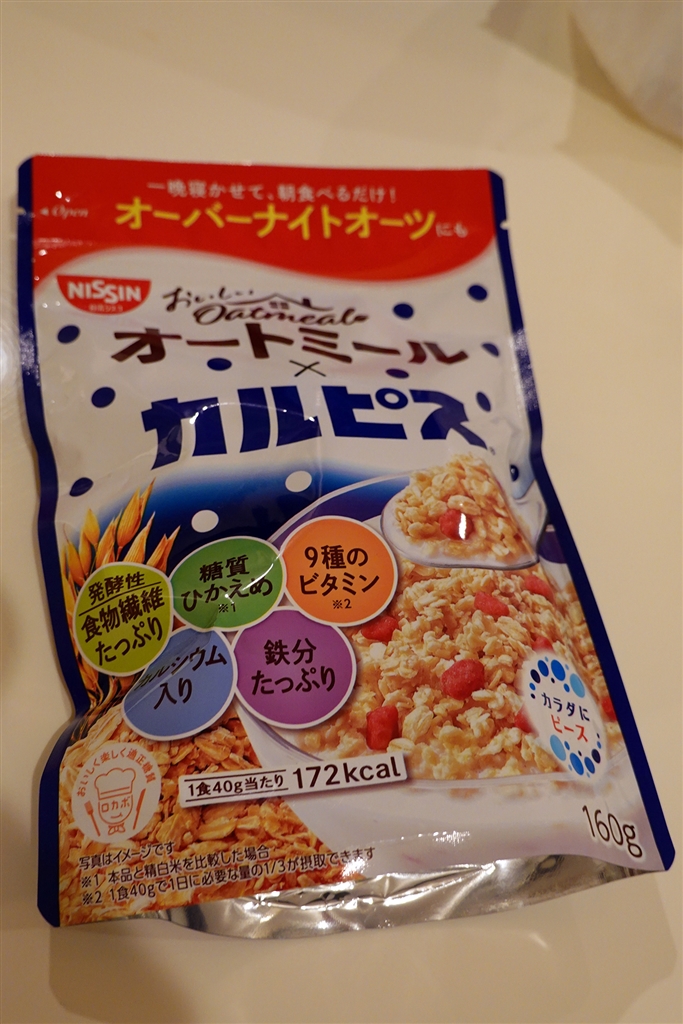 一晩寝かせて、朝食べるだけ!
Open
オーバーナイトオーツにも
NISSIN
日清シスコ
おいしい
Oatmeal
オートミール
×
カルピス
発酵性
食物繊維
たっぷり
糖質
ひかえめ
※1
9種の
ビタミン
※2
カルシウム
入り
鉄分
たっぷり
カラダに
ピース
1食40g当たり 172kcal
おいしく楽しく適正糖質
ロカボ
160g
写真はイメージです
※1 本品と精白米を比較した場合
※2 1食40gで1日に必要な量の1/3が摂取できます